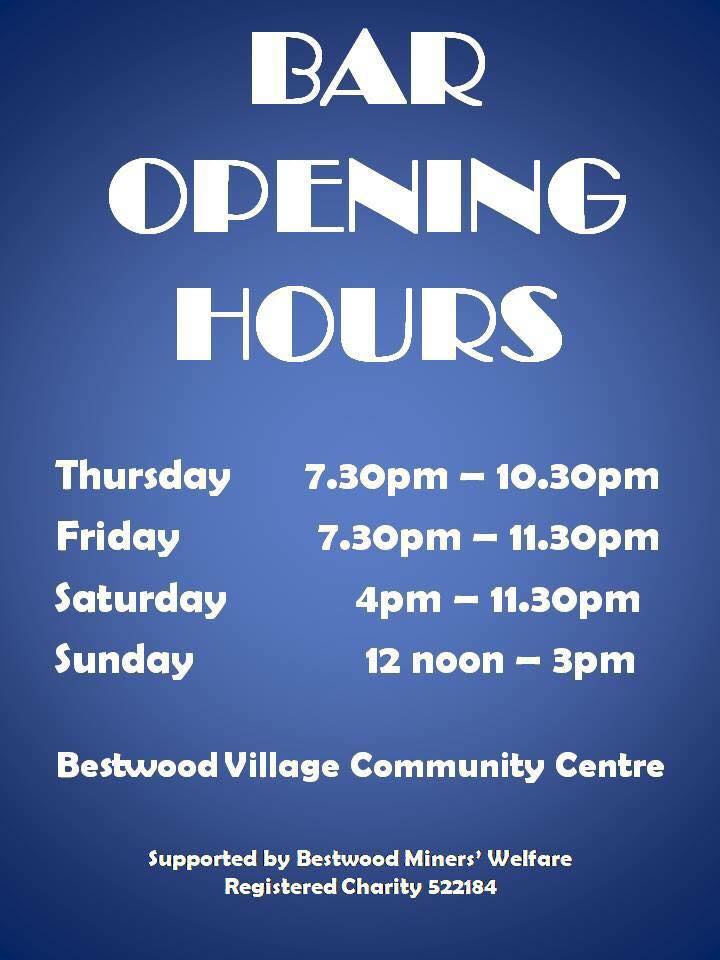 BAR
OPENING
HOURS
Thursday 7.30pm – 10.30pm
Friday 7.30pm – 11.30pm
Saturday 4pm – 11.30pm
Sunday 12 noon – 3pm
Bestwood Village Community Centre
Supported by Bestwood Miners' Welfare
Registered Charity 522184